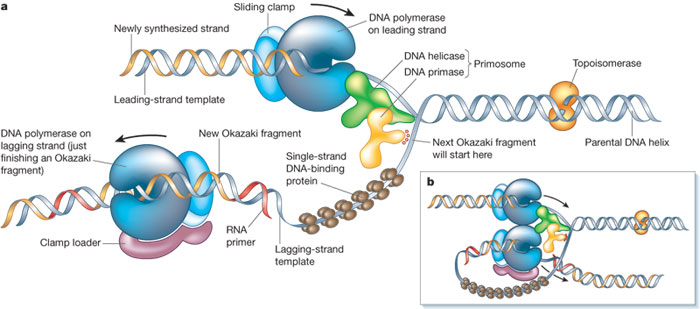 a
Sliding clamp
Newly synthesized strand
DNA polymerase
on leading strand
Leading-strand template
DNA helicase
DNA primase
Primosome
Topoisomerase
Next Okazaki fragment
will start here
Parental DNA helix
DNA polymerase on
lagging strand (just
finishing an Okazaki
fragment)
New Okazaki fragment
Single-strand
DNA-binding
protein
Clamp loader
RNA
primer
Lagging-strand
template
b